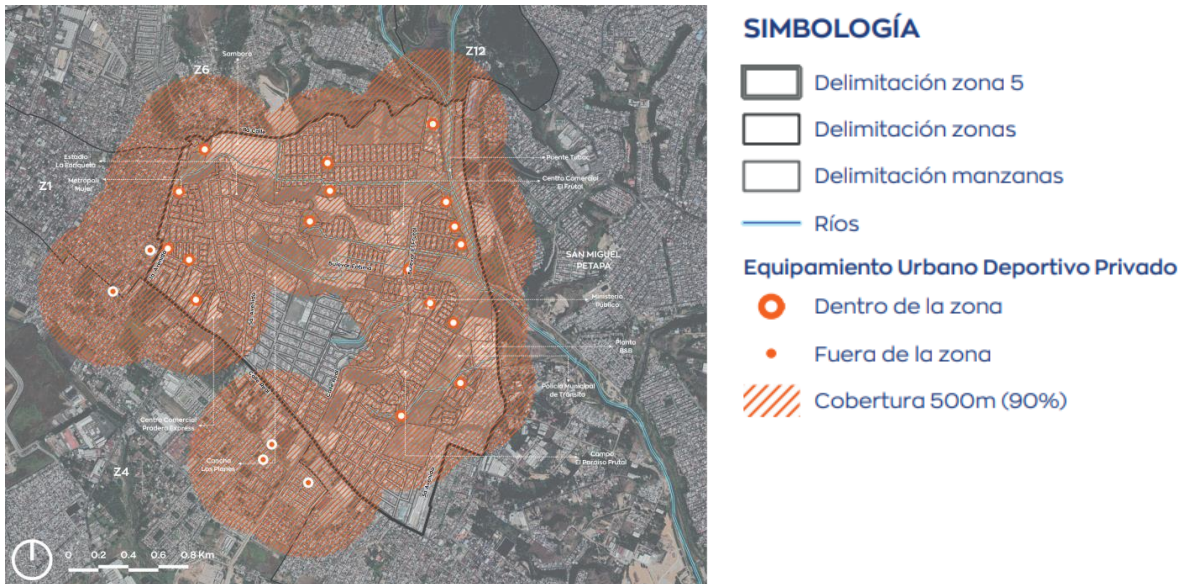 Z12
Sombora
Z6
Estadio
La Enriqueta
Metrópoli
Mujer
Z1
Puente Tubac
Centro Comercial
El Frutal
SAN MIGUEL
PETAPA
Ministerio
Público
Planta
B&B
Policía Municipal
de Tránsito
Centro Comercial
Pradera Express
Cancha
Los Planes
Z4
Campo
El Paraíso Frutal
0 0.2 0.4 0.6 0.8 Km
SIMBOLOGÍA
Delimitación zona 5
Delimitación zonas
Delimitación manzanas
Ríos
Equipamiento Urbano Deportivo Privado
Dentro de la zona
Fuera de la zona
Cobertura 500m (90%)